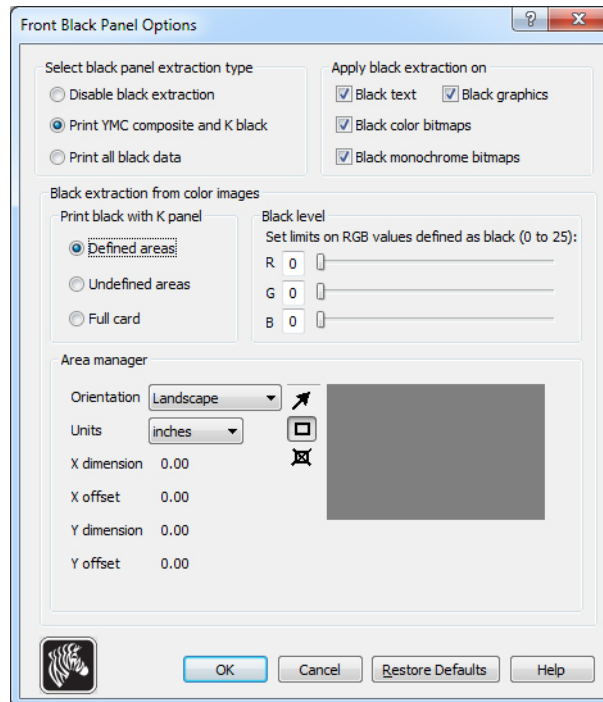 Front Black Panel Options
Select black panel extraction type
Disable black extraction
Print YMC composite and K black
Print all black data
Apply black extraction on
Black text
Black graphics
Black color bitmaps
Black monochrome bitmaps
Black extraction from color images
Print black with K panel
Defined areas
Undefined areas
Full card
Black level
Set limits on RGB values defined as black (0 to 25):
R 0
G 0
B 0
Area manager
Orientation Landscape
Units inches
X dimension 0.00
X offset 0.00
Y dimension 0.00
Y offset 0.00
OK Cancel Restore Defaults Help